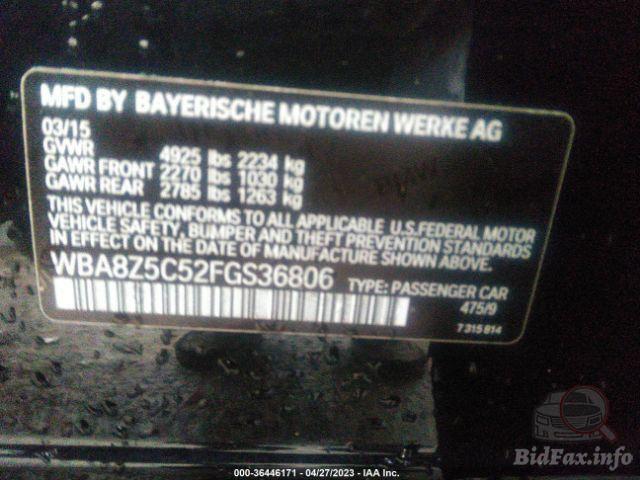 MFD BY BAYERISCHE MOTOREN WERKE AG
03/15
GVWR 4925 lbs 2234 kg
GAWR FRONT 2270 lbs 1030 kg
GAWR REAR 2785 lbs 1263 kg
THIS VEHICLE CONFORMS TO ALL APPLICABLE U.S.FEDERAL MOTOR
VEHICLE SAFETY, BUMPER AND THEFT PREVENTION STANDARDS
IN EFFECT ON THE DATE OF MANUFACTURE SHOWN ABOVE.
WBA8Z5C52FGS36806 TYPE: PASSENGER CAR
475/9
7 315 814
000-36446171 - 04/27/2023 - IAA Inc.
BidFax.info